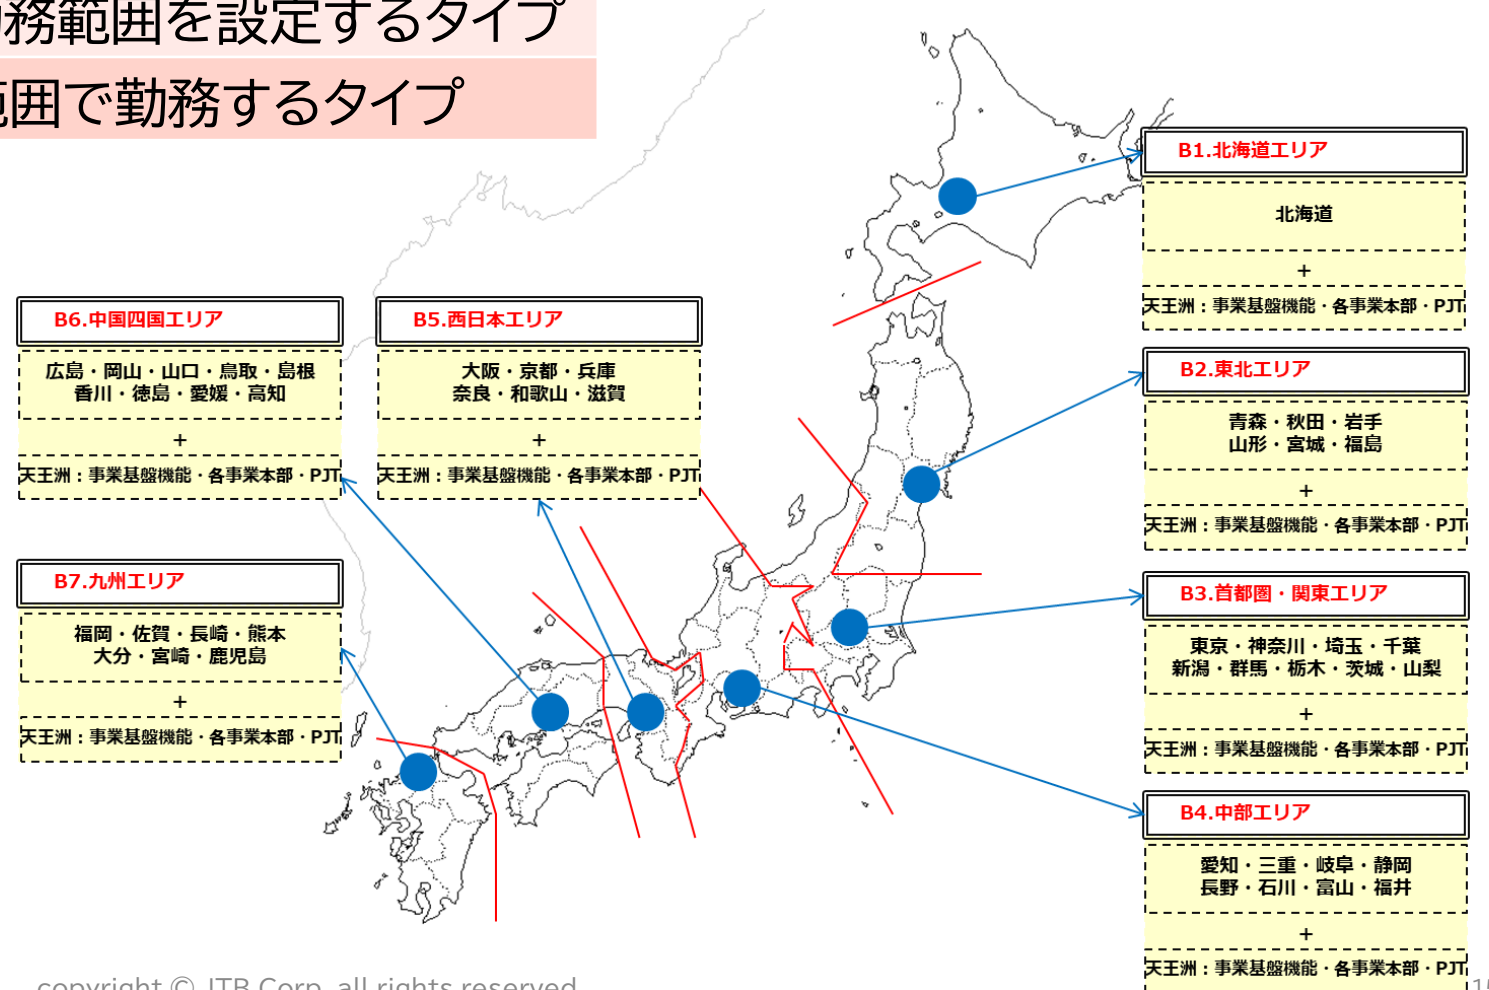 務範囲を設定するタイプ
囲で勤務するタイプ
B1.北海道エリア
北海道
+
天王洲：事業基盤機能・各事業本部・PJT
B6.中国四国エリア
広島・岡山・山口・鳥取・島根
香川・徳島・愛媛・高知
+
天王洲：事業基盤機能・各事業本部・PJT
B5.西日本エリア
大阪・京都・兵庫
奈良・和歌山・滋賀
+
天王洲：事業基盤機能・各事業本部・PJT
B2.東北エリア
青森・秋田・岩手
山形・宮城・福島
+
天王洲：事業基盤機能・各事業本部・PJT
B7.九州エリア
福岡・佐賀・長崎・熊本
大分・宮崎・鹿児島
+
天王洲：事業基盤機能・各事業本部・PJT
B3.首都圏・関東エリア
東京・神奈川・埼玉・千葉
新潟・群馬・栃木・茨城・山梨
+
天王洲：事業基盤機能・各事業本部・PJT
B4.中部エリア
愛知・三重・岐阜・静岡
長野・石川・富山・福井
+
天王洲：事業基盤機能・各事業本部・PJT
copyright © JTB Corp. all rights reserved